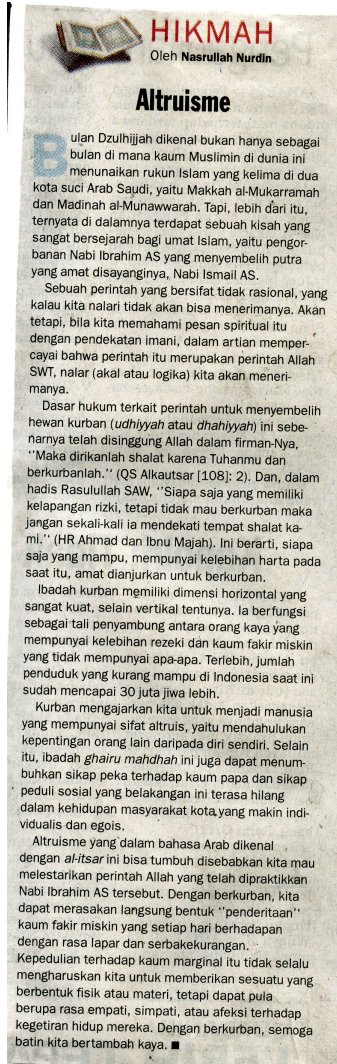 HIKMAH
Oleh Nasrullah Nurdin
Altruisme
Bulan Dzulhijjah dikenal bukan hanya sebagai
bulan di mana kaum Muslimin di dunia ini
menunaikan rukun Islam yang kelima di dua
kota suci Arab Saudi, yaitu Makkah al-Mukarramah
dan Madinah al-Munawwarah. Tapi, lebih dari itu,
ternyata di dalamnya terdapat sebuah kisah yang
sangat bersejarah bagi umat Islam, yaitu pengor-
banan Nabi Ibrahim AS yang menyembelih putra
yang amat disayanginya, Nabi Ismail AS.
Sebuah perintah yang bersifat tidak rasional, yang
kalau kita nalari tidak akan bisa menerimanya. Akan
tetapi, bila kita memahami pesan spiritual itu
dengan pendekatan imani, dalam artian memper-
cayai bahwa perintah itu merupakan perintah Allah
SWT, nalar (akal atau logika) kita akan meneri-
manya.
Dasar hukum terkait perintah untuk menyembelih
hewan kurban (udhiyyah atau dhahiyyah) ini sebe-
narnya telah disinggung Allah dalam firman-Nya,
''Maka dirikanlah shalat karena Tuhanmu dan
berkurbanlah.'' (QS Alkautsar [108]: 2). Dan, dalam
hadis Rasulullah SAW, ''Siapa saja yang memiliki
kelapangan rizki, tetapi tidak mau berkurban maka
jangan sekali-kali ia mendekati tempat shalat ka-
mi.'' (HR Ahmad dan Ibnu Majah). Ini berarti, siapa
saja yang mampu, mempunyai kelebihan harta pada
saat itu, amat dianjurkan untuk berkurban.
Ibadah kurban memiliki dimensi horizontal yang
sangat kuat, selain vertikal tentunya. Ia berfungsi
sebagai tali penyambung antara orang kaya yang
mempunyai kelebihan rezeki dan kaum fakir miskin
yang tidak mempunyai apa-apa. Terlebih, jumlah
penduduk yang kurang mampu di Indonesia saat ini
sudah mencapai 30 juta jiwa lebih.
Kurban mengajarkan kita untuk menjadi manusia
yang mempunyai sifat altruis, yaitu mendahulukan
kepentingan orang lain daripada diri sendiri. Selain
itu, ibadah ghairu mahdhah ini juga dapat menum-
buhkan sikap peka terhadap kaum papa dan sikap
peduli sosial yang belakangan ini terasa hilang
dalam kehidupan masyarakat kota yang makin indi-
vidualis dan egois.
Altruisme yang dalam bahasa Arab dikenal
dengan al-itsar ini bisa tumbuh disebabkan kita mau
melestarikan perintah Allah yang telah dipraktikkan
Nabi Ibrahim AS tersebut. Dengan berkurban, kita
dapat merasakan langsung bentuk ''penderitaan''
kaum fakir miskin yang setiap hari berhadapan
dengan rasa lapar dan serbakekurangan.
Kepedulian terhadap kaum marginal itu tidak selalu
mengharuskan kita untuk memberikan sesuatu yang
berbentuk fisik atau materi, tetapi dapat pula
berupa rasa empati, simpati, atau afeksi terhadap
kegetiran hidup mereka. Dengan berkurban, semoga
batin kita bertambah kaya. ■